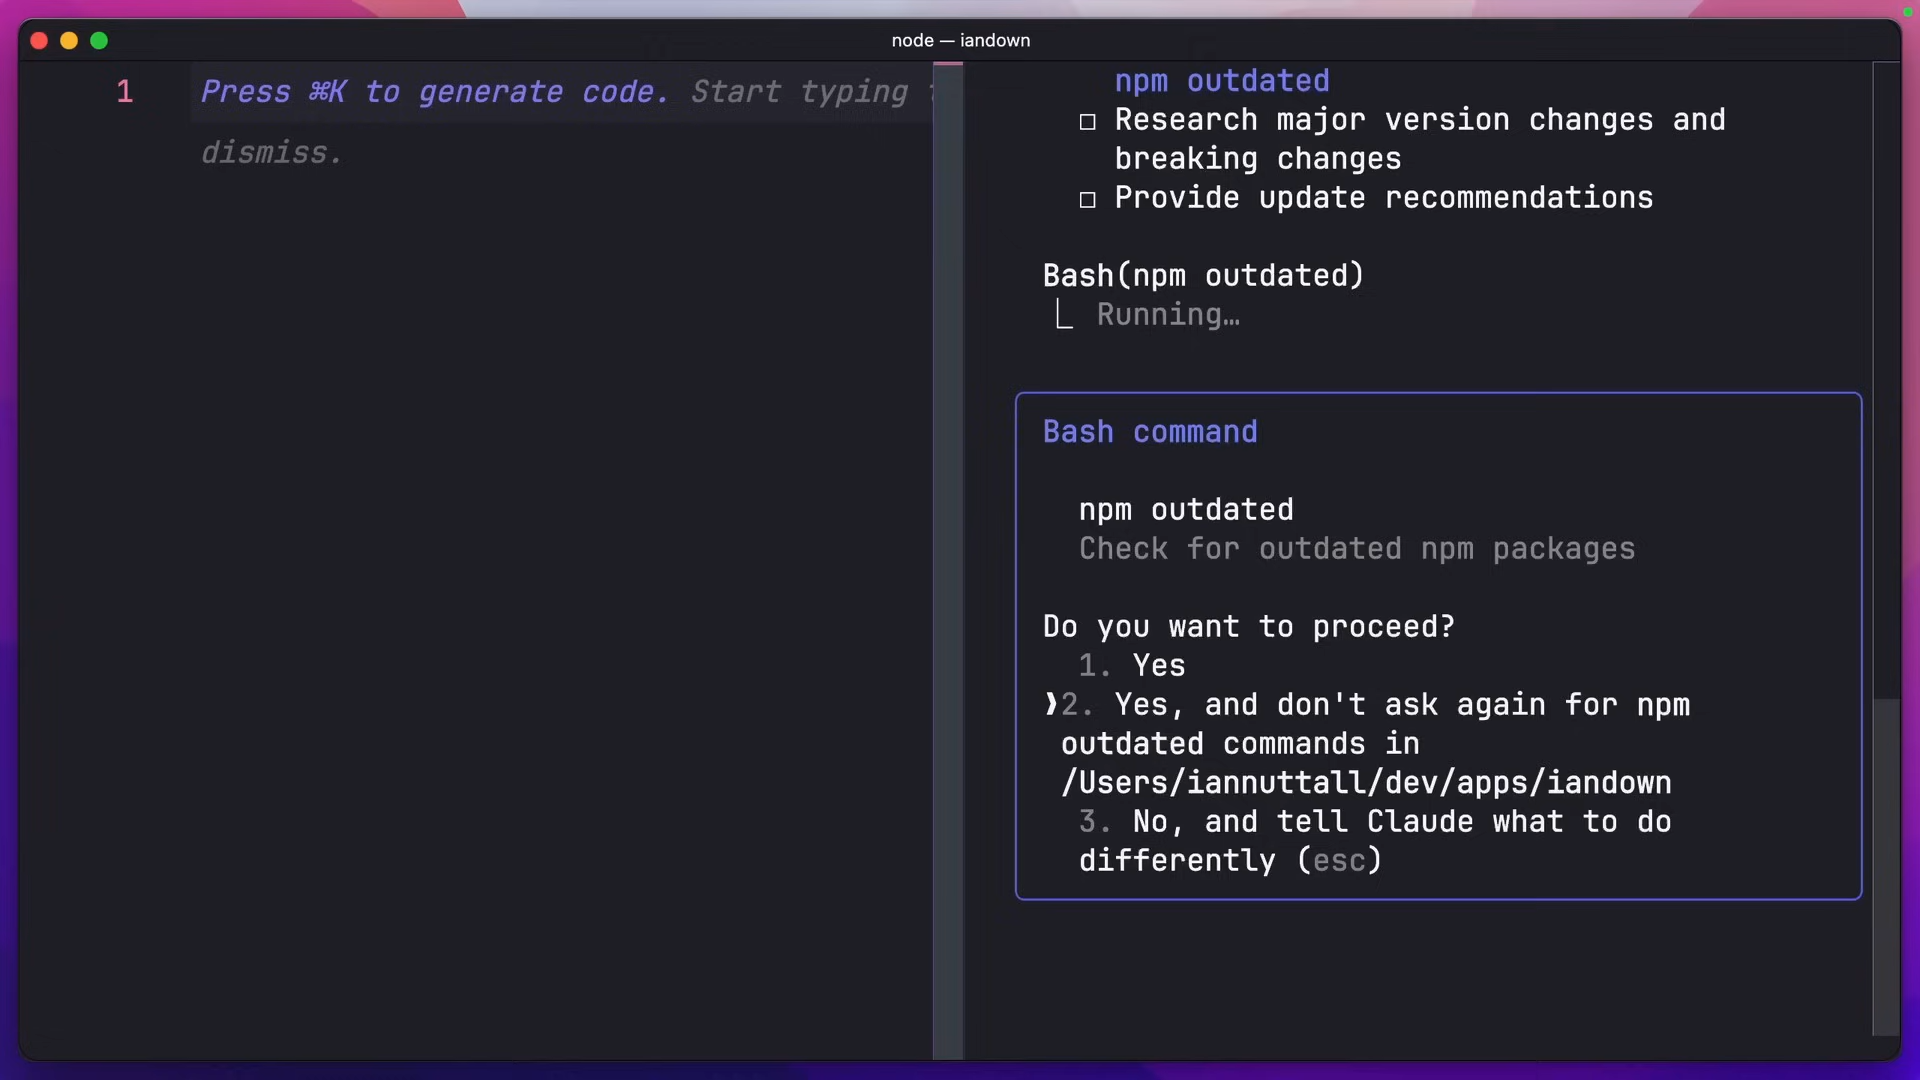 node — iandown
1 Press ⌘K to generate code. Start typing
dismiss.
npm outdated
□ Research major version changes and
breaking changes
□ Provide update recommendations
Bash(npm outdated)
⎿ Running…
Bash command
npm outdated
Check for outdated npm packages
Do you want to proceed?
1. Yes
❯2. Yes, and don't ask again for npm
outdated commands in
/Users/iannuttall/dev/apps/iandown
3. No, and tell Claude what to do
differently (esc)